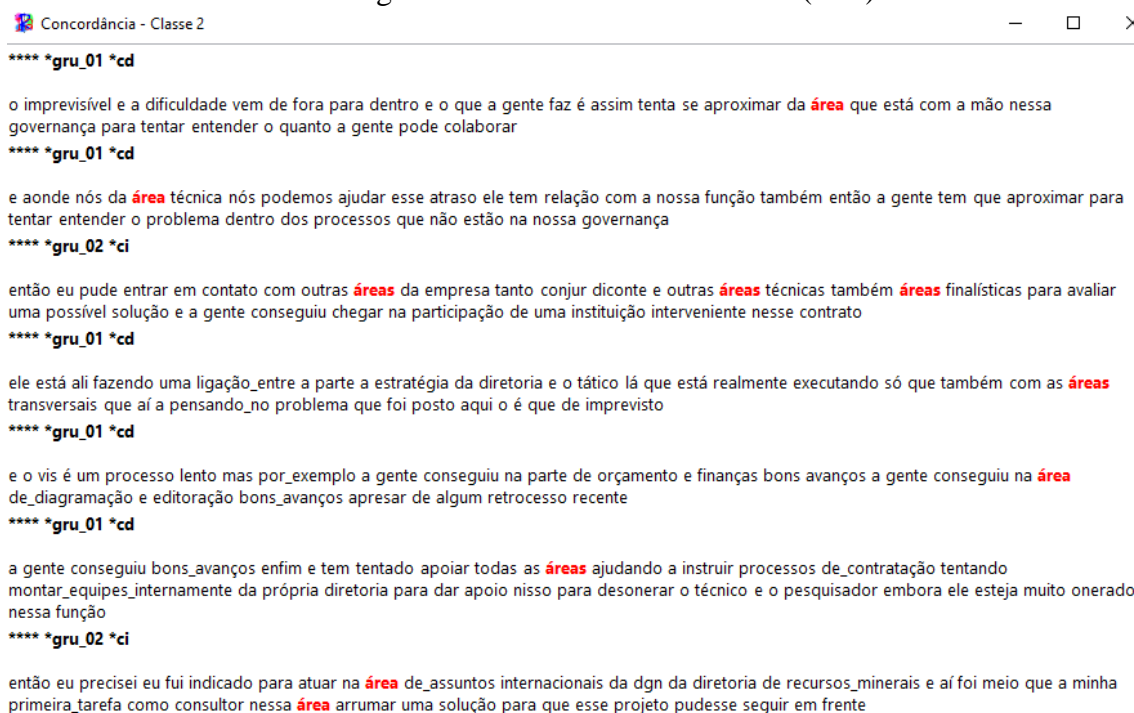 Concordância - Classe 2
**** *gru_01 *cd
o imprevisível e a dificuldade vem de fora para dentro e o que a gente faz é assim tenta se aproximar da área que está com a mão nessa
governança para tentar entender o quanto a gente pode colaborar
**** *gru_01 *cd
e aonde nós da área técnica nós podemos ajudar esse atraso ele tem relação com a nossa função também então a gente tem que aproximar para
tentar entender o problema dentro dos processos que não estão na nossa governança
**** *gru_02 *ci
então eu pude entrar em contato com outras áreas da empresa tanto conjur diconte e outras áreas técnicas também áreas finalísticas para avaliar
uma possível solução e a gente conseguiu chegar na participação de uma instituição interveniente nesse contrato
**** *gru_01 *cd
ele está ali fazendo uma ligação_entre a parte a estratégia da diretoria e o tático lá que está realmente executando só que também com as áreas
transversais que aí a pensando_no problema que foi posto aqui o é que de imprevisto
**** *gru_01 *cd
e o vis é um processo lento mas por_exemplo a gente conseguiu na parte de orçamento e finanças bons avanços a gente conseguiu na área
de_diagramação e editoração bons_avanços apresar de algum retrocesso recente
**** *gru_01 *cd
a gente conseguiu bons_avanços enfim e tem tentado apoiar todas as áreas ajudando a instruir processos de_contratação tentando
montar_equipes_internamente da própria diretoria para dar apoio nisso para desonerar o técnico e o pesquisador embora ele esteja muito onerado
nessa função
**** *gru_02 *ci
então eu precisei eu fui indicado para atuar na área de_assuntos internacionais da dgn da diretoria de recursos_minerais e aí foi meio que a minha
primeira_tarefa como consultor nessa área arrumar uma solução para que esse projeto pudesse seguir em frente